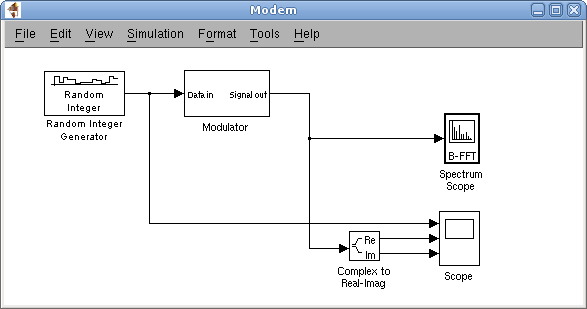 Modem
File Edit View Simulation Format Tools Help
Random
Integer
Random Integer
Generator
Data in Signal out
Modulator
B-FFT
Spectrum
Scope
Re
Im
Complex to
Real-Imag
Scope